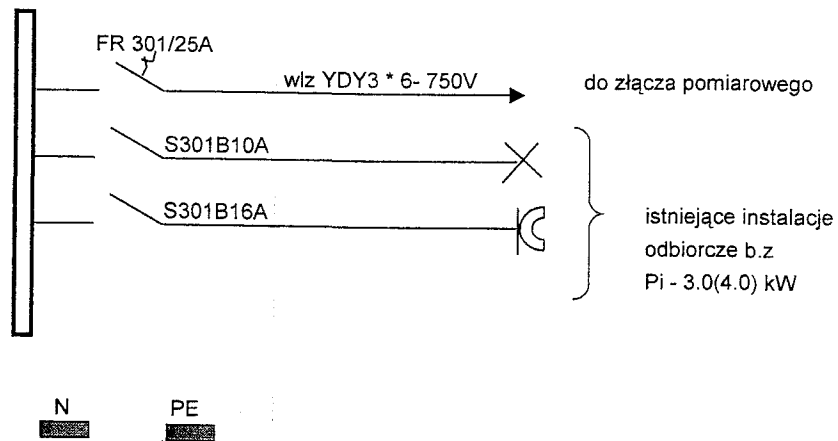 FR 301/25A
wlz YDY3 * 6- 750V
do złącza pomiarowego
S301B10A
S301B16A
istniejące instalacje
odbiorcze b.z
Pi - 3.0(4.0) kW
N PE